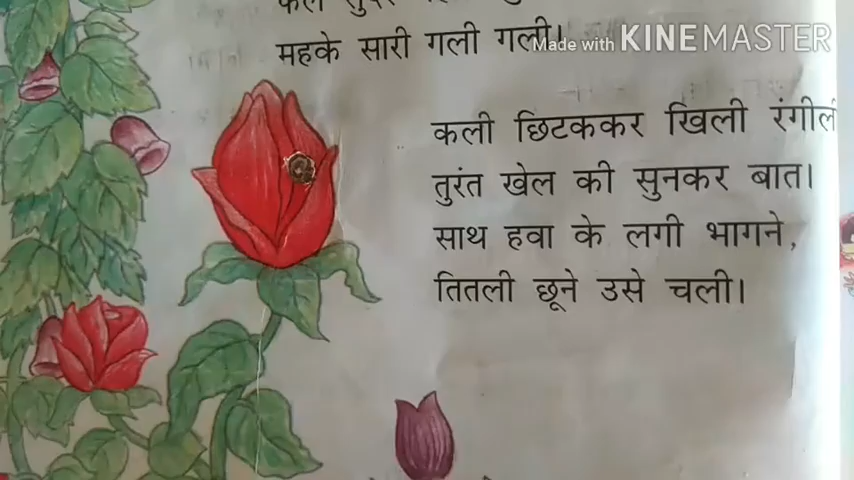 महके सारी गली गली।
Made with KINEMASTER
कली छिटककर खिली
तुरंत खेल की सुनकर बात।
साथ हवा के लगी भागने,
तितली छूने उसे चली।